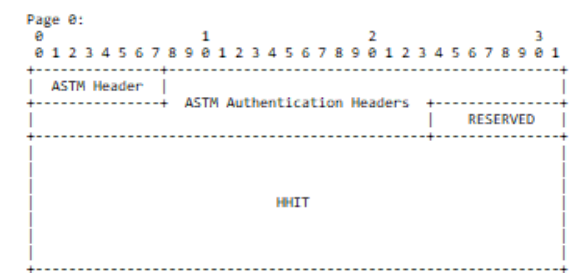 Page 0:
0 1 2 3
0 1 2 3 4 5 6 7 8 9 0 1 2 3 4 5 6 7 8 9 0 1 2 3 4 5 6 7 8 9 0 1
ASTM Header
ASTM Authentication Headers
RESERVED
HHIT